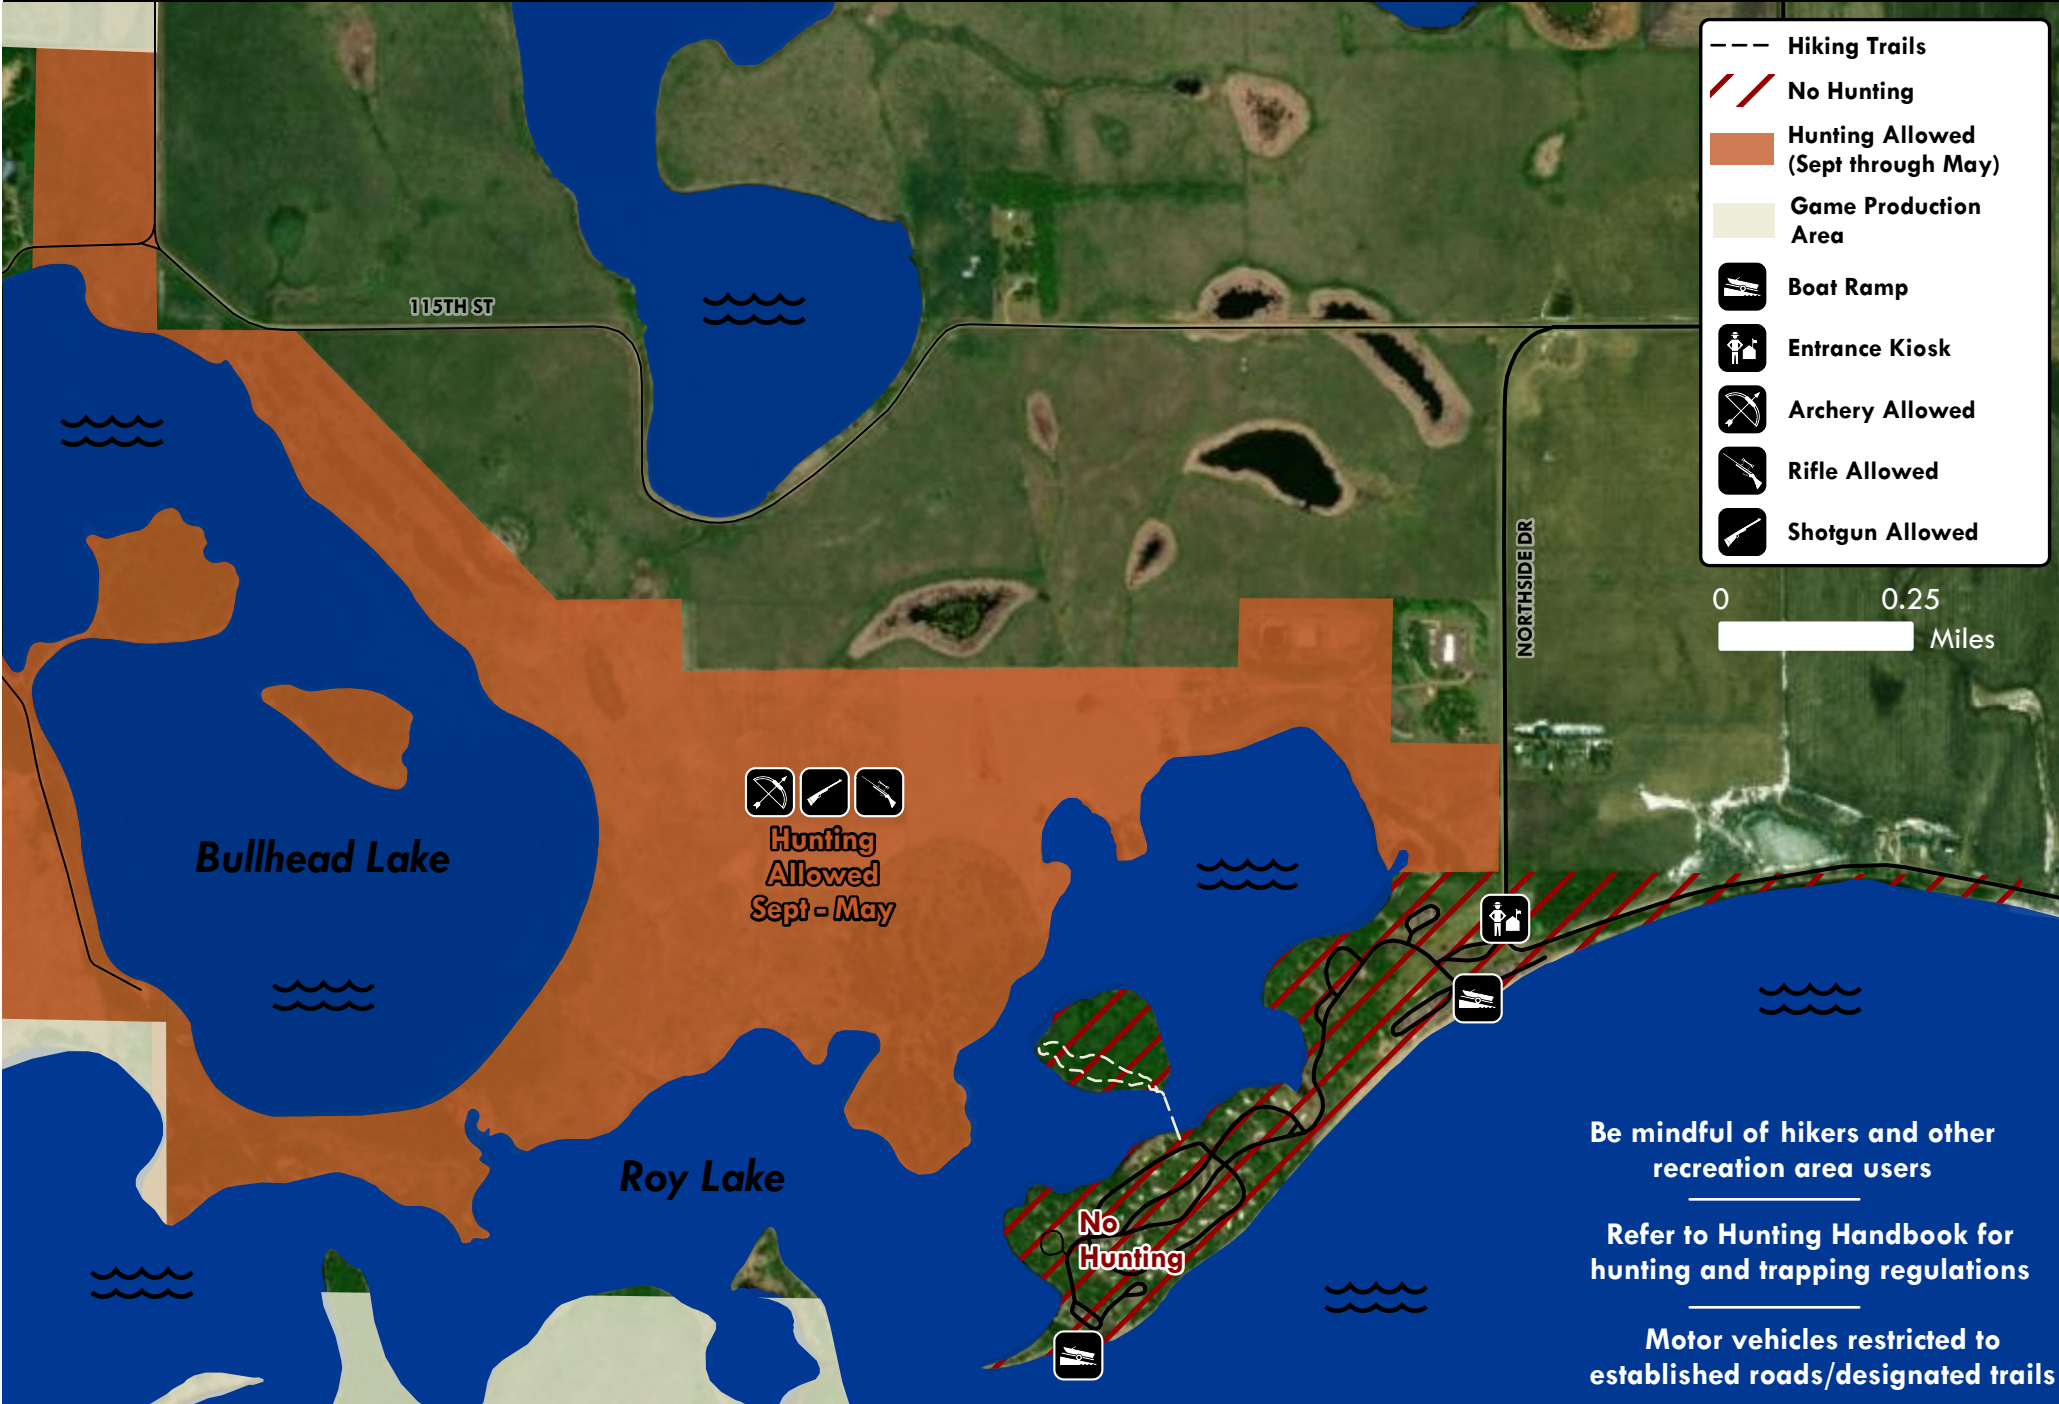 Hiking Trails
No Hunting
Hunting Allowed
(Sept through May)
Game Production
Area
Boat Ramp
Entrance Kiosk
Archery Allowed
Rifle Allowed
Shotgun Allowed
0 0.25
Miles
115TH ST
NORTHSIDE DR
Hunting
Allowed
Sept - May
Bullhead Lake
Roy Lake
No
Hunting
Be mindful of hikers and other
recreation area users
Refer to Hunting Handbook for
hunting and trapping regulations
Motor vehicles restricted to
established roads/designated trails